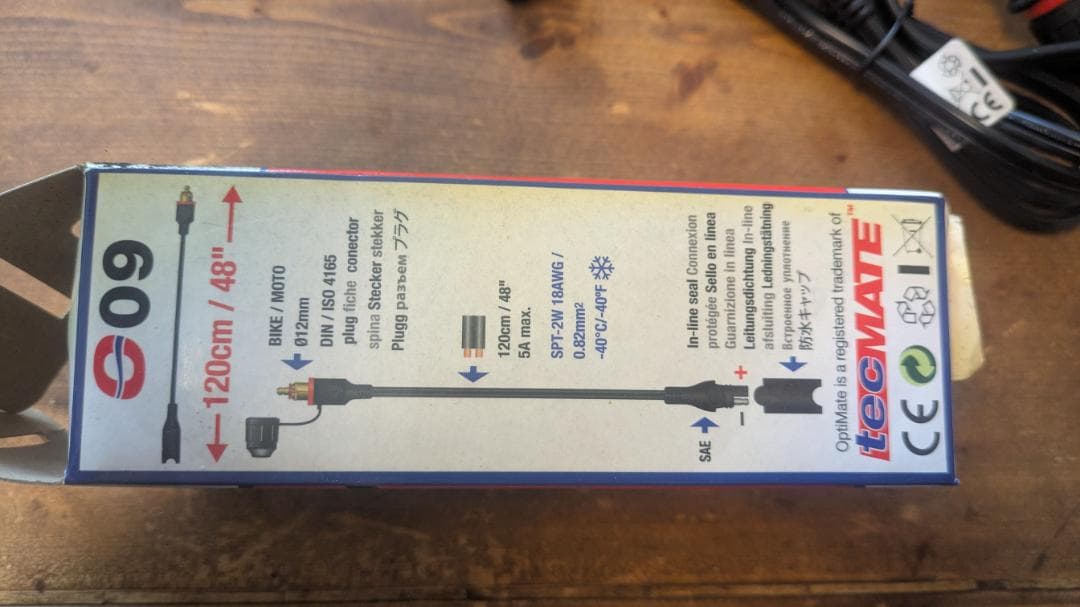 O-09
120cm / 48"
BIKE / MOTO
Ø12mm
DIN / ISO 4165
plug fiche conector
spina Stecker stekker
Plugg разъем プラグ
120cm / 48"
5A max.
SPT-2W 18AWG /
0.82mm²
-40°C/-40°F
In-line seal Connexion
protégée Sello en línea
Guarnizione in linea
Leitungsdichtung In-line
afsluiting Ledningstätning
Встроенное уплотнение
防水キャップ
SAE
+
−
OptiMate is a registered trademark of
tecMATE™
CE
CE